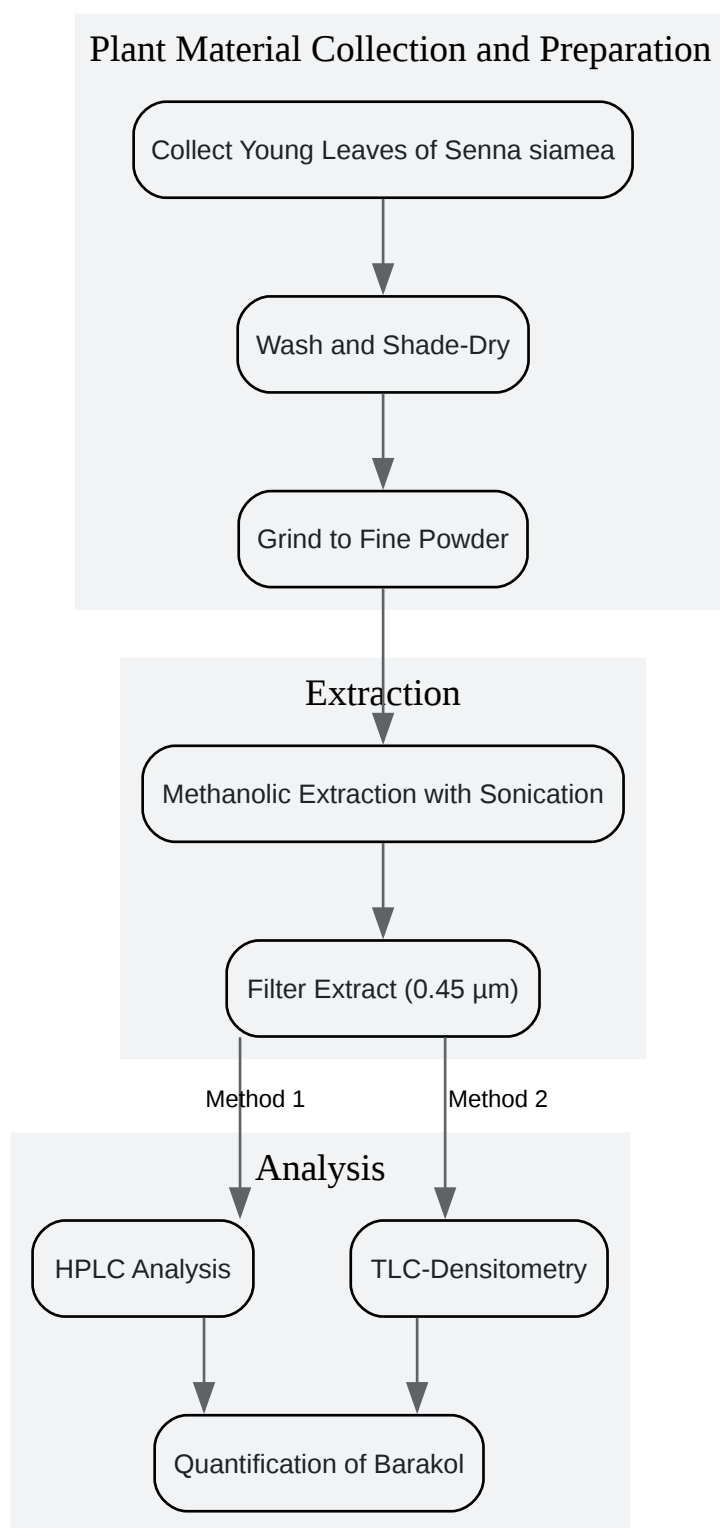 Plant Material Collection and Preparation
Collect Young Leaves of Senna siamea
Wash and Shade-Dry
Grind to Fine Powder
Extraction
Methanolic Extraction with Sonication
Filter Extract (0.45 µm)
Method 1
Method 2
Analysis
HPLC Analysis
TLC-Densitometry
Quantification of Barakol